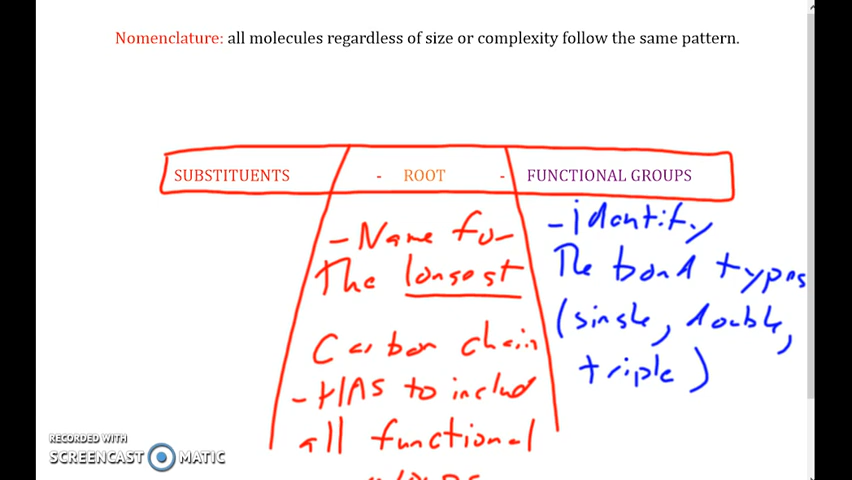 Nomenclature: all molecules regardless of size or complexity follow the same pattern.
SUBSTITUENTS - ROOT - FUNCTIONAL GROUPS
- Name for
The longest
Carbon chain
- HAS to includ
all functional
- identify
The bond types
(single, double,
triple)
RECORDED WITH
SCREENCAST MATIC